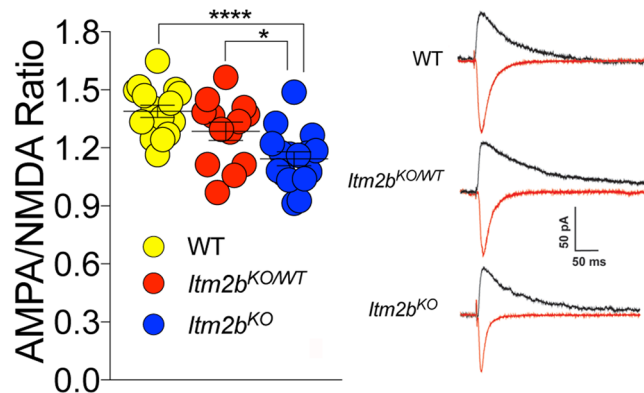 AMPA/NMDA Ratio
1.8
1.5
1.2
0.9
0.6
0.3
0.0
****
*
WT
Itm2bKO/WT
Itm2bKO
WT
Itm2bKO/WT
Itm2bKO
50 pA
50 ms